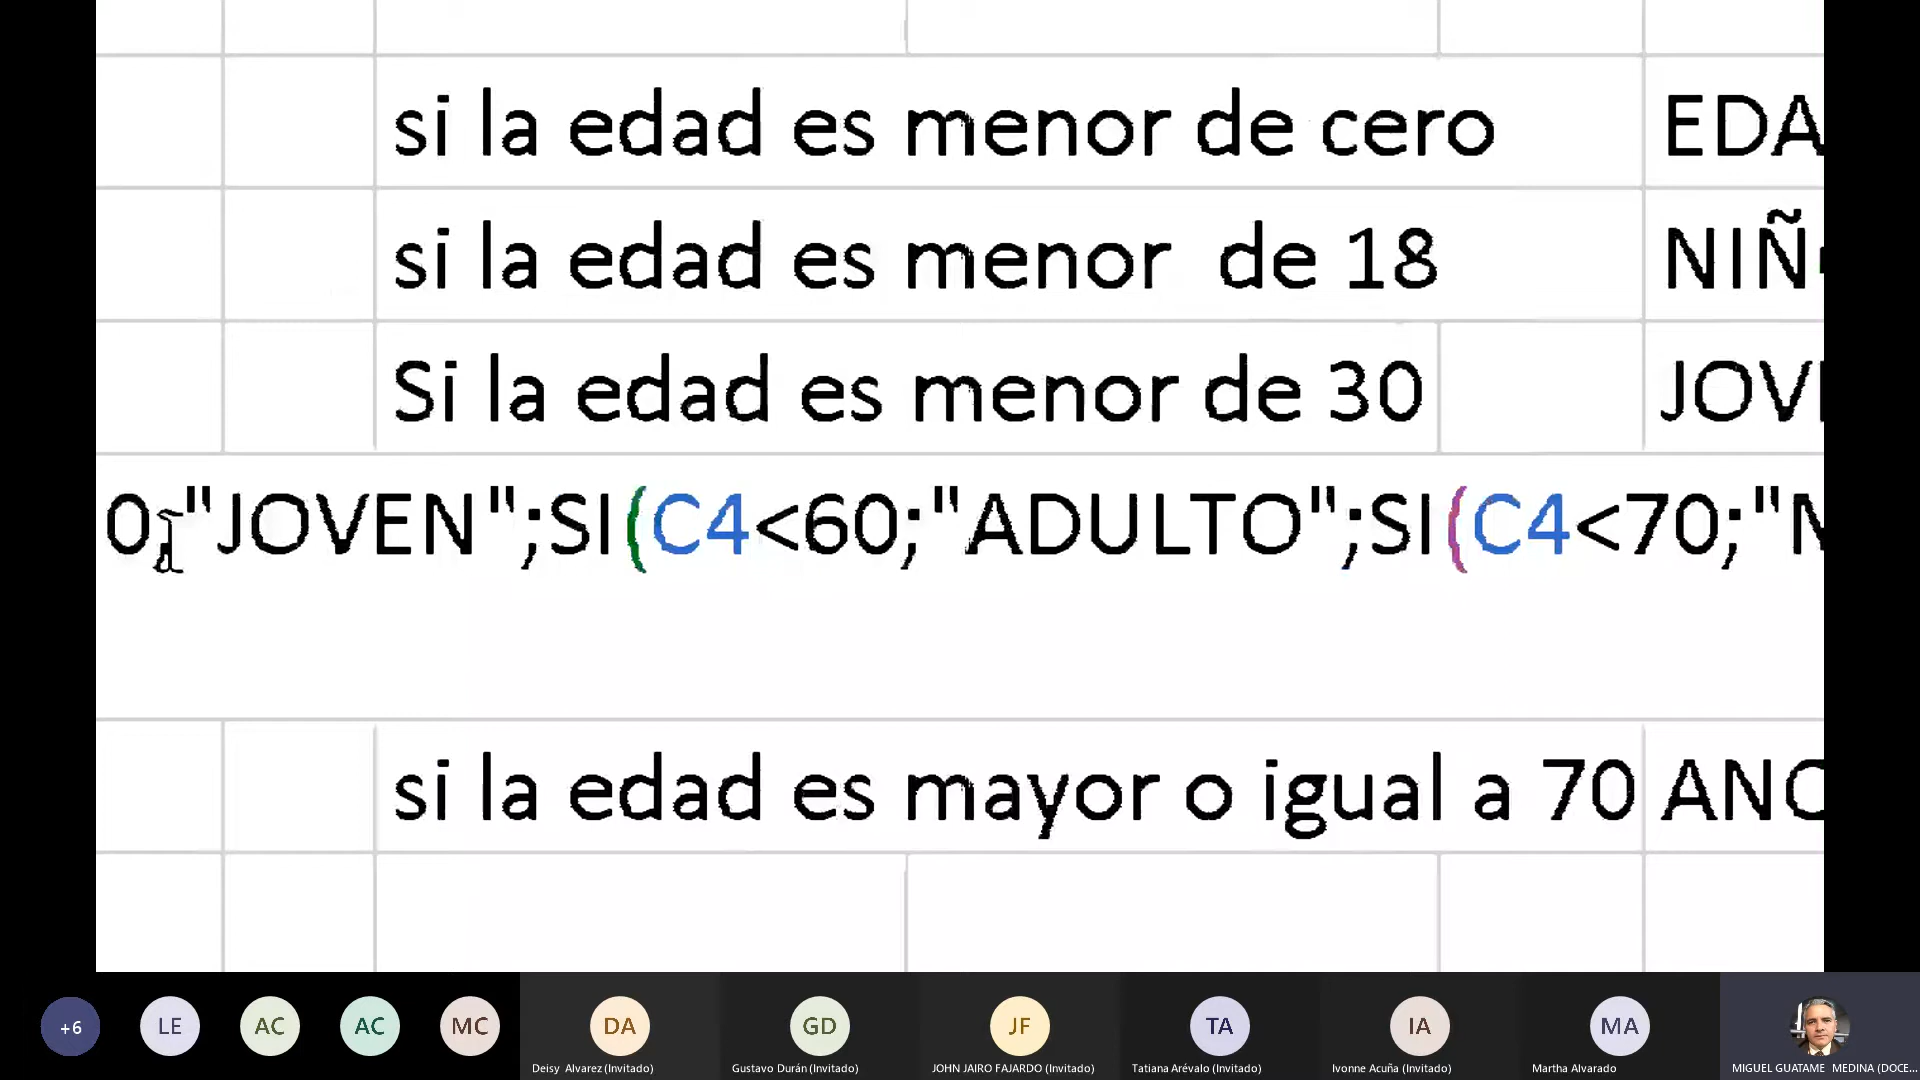 si la edad es menor de cero EDA
si la edad es menor  de 18 NIÑ
Si la edad es menor de 30 JOV
0;"JOVEN";SI(C4<60;"ADULTO";SI(C4<70;"M
si la edad es mayor o igual a 70 ANC
+6 LE AC AC MC DA GD JF TA IA MA
Deisy Alvarez (Invitado) Gustavo Durán (Invitado) JOHN JAIRO FAJARDO (Invitado) Tatiana Arévalo (Invitado) Ivonne Acuña (Invitado) Martha Alvarado MIGUEL GUATAME MEDINA (DOCE...